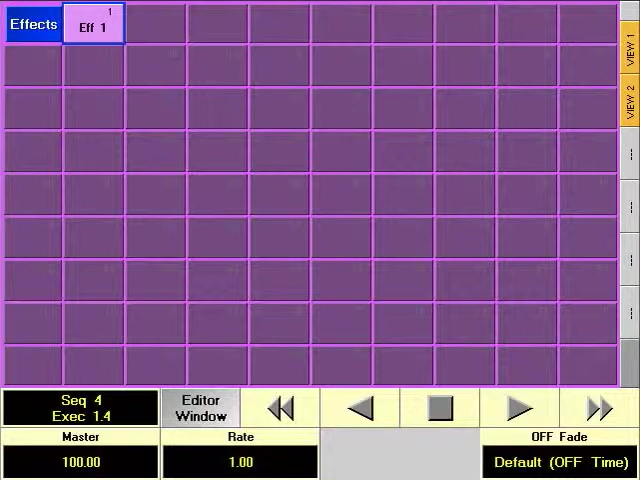 Effects
1
Eff 1
VIEW 1
VIEW 2
---
---
---
---
Seq 4
Exec 1.4
Editor
Window
Master
Rate
OFF Fade
100.00
1.00
Default (OFF Time)